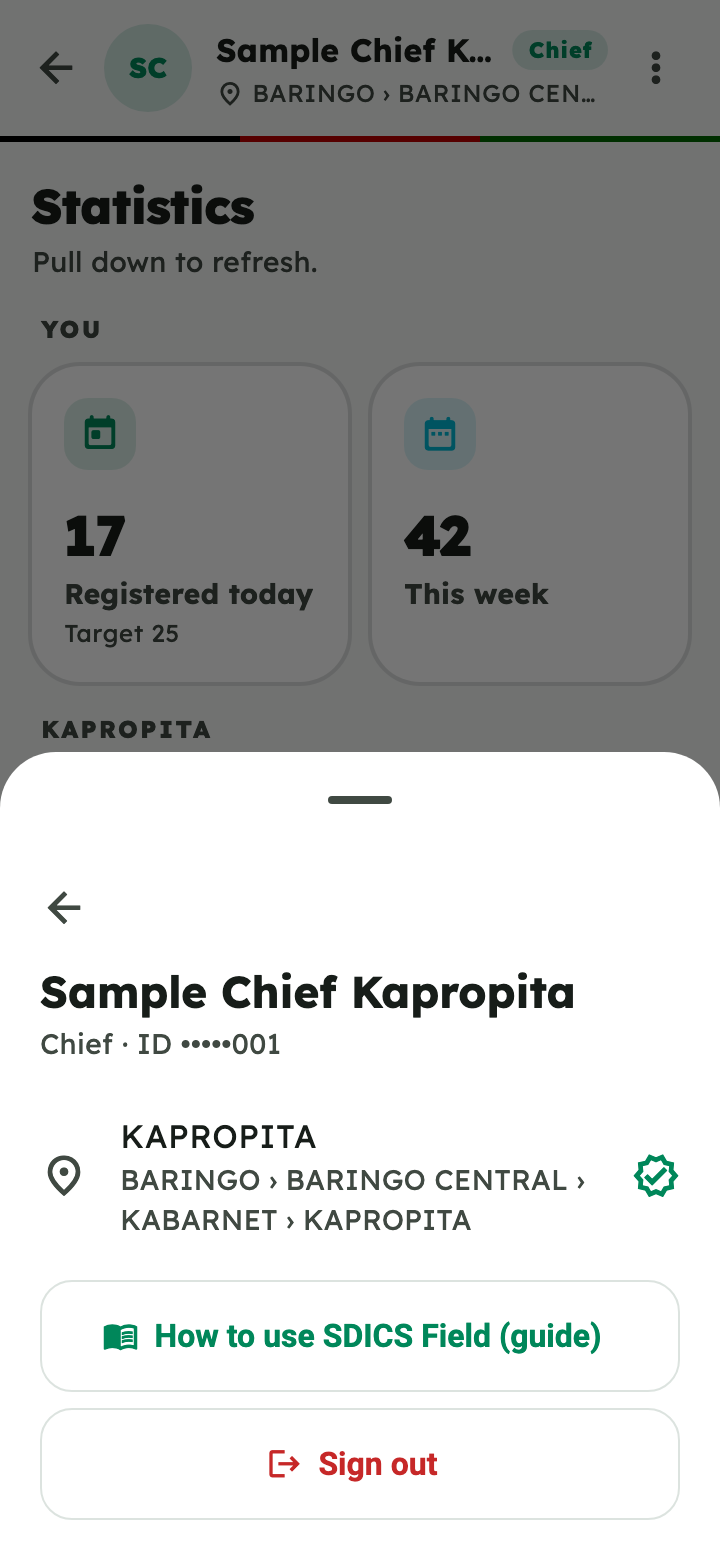 SC
Sample Chief K...
Chief
BARINGO › BARINGO CEN...
Statistics
Pull down to refresh.
YOU
17
Registered today
Target 25
42
This week
KAPROPITA
Sample Chief Kapropita
Chief · ID •••••001
KAPROPITA
BARINGO › BARINGO CENTRAL ›
KABARNET › KAPROPITA
How to use SDICS Field (guide)
Sign out